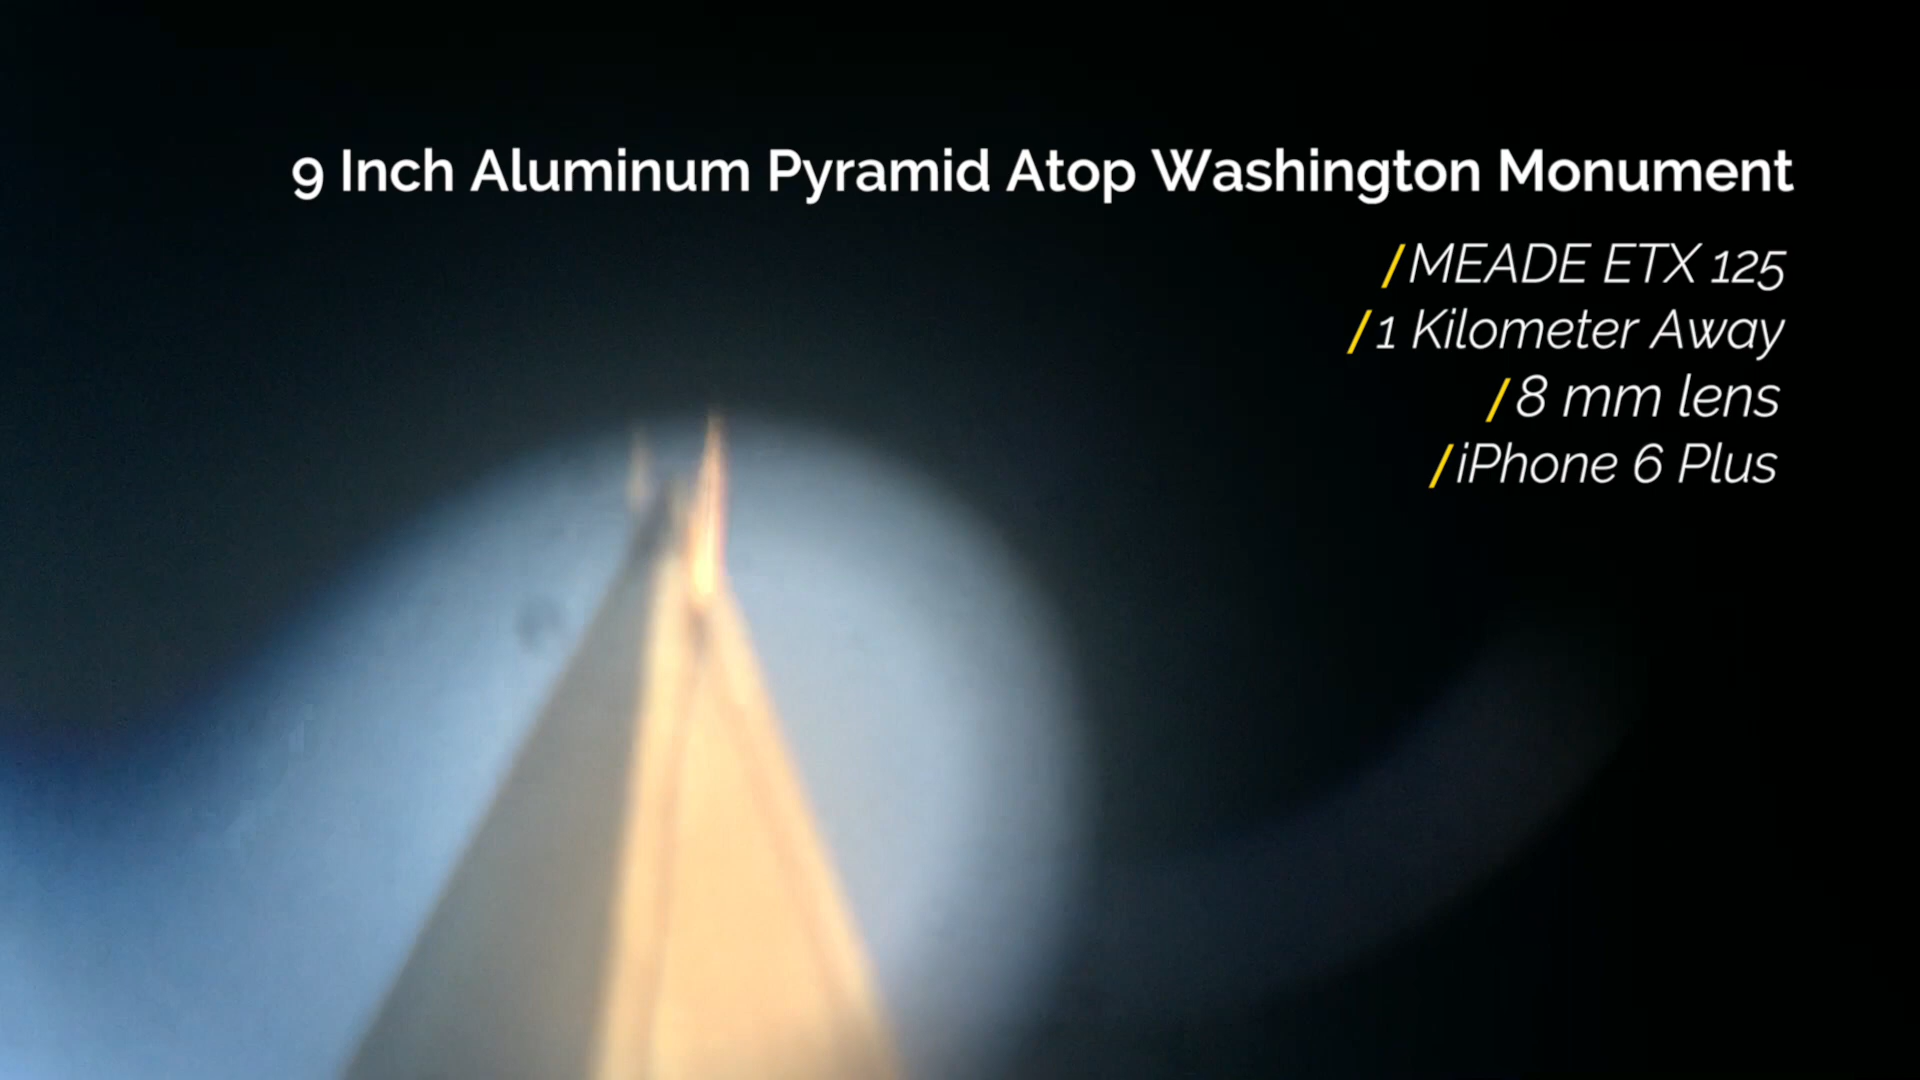 9 Inch Aluminum Pyramid Atop Washington Monument
/MEADE ETX 125
/1 Kilometer Away
/8 mm lens
/iPhone 6 Plus